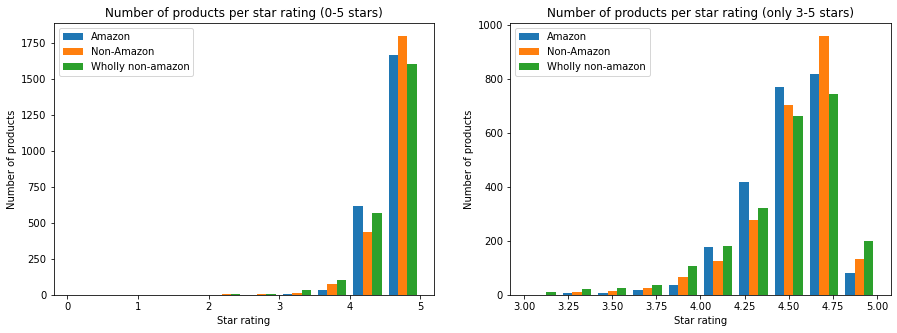 Number of products per star rating (0-5 stars)
Number of products
1750
1500
1250
1000
750
500
250
0
Amazon
Non-Amazon
Wholly non-amazon
0 1 2 3 4 5
Star rating
Number of products per star rating (only 3-5 stars)
Number of products
1000
800
600
400
200
0
Amazon
Non-Amazon
Wholly non-amazon
3.00 3.25 3.50 3.75 4.00 4.25 4.50 4.75 5.00
Star rating